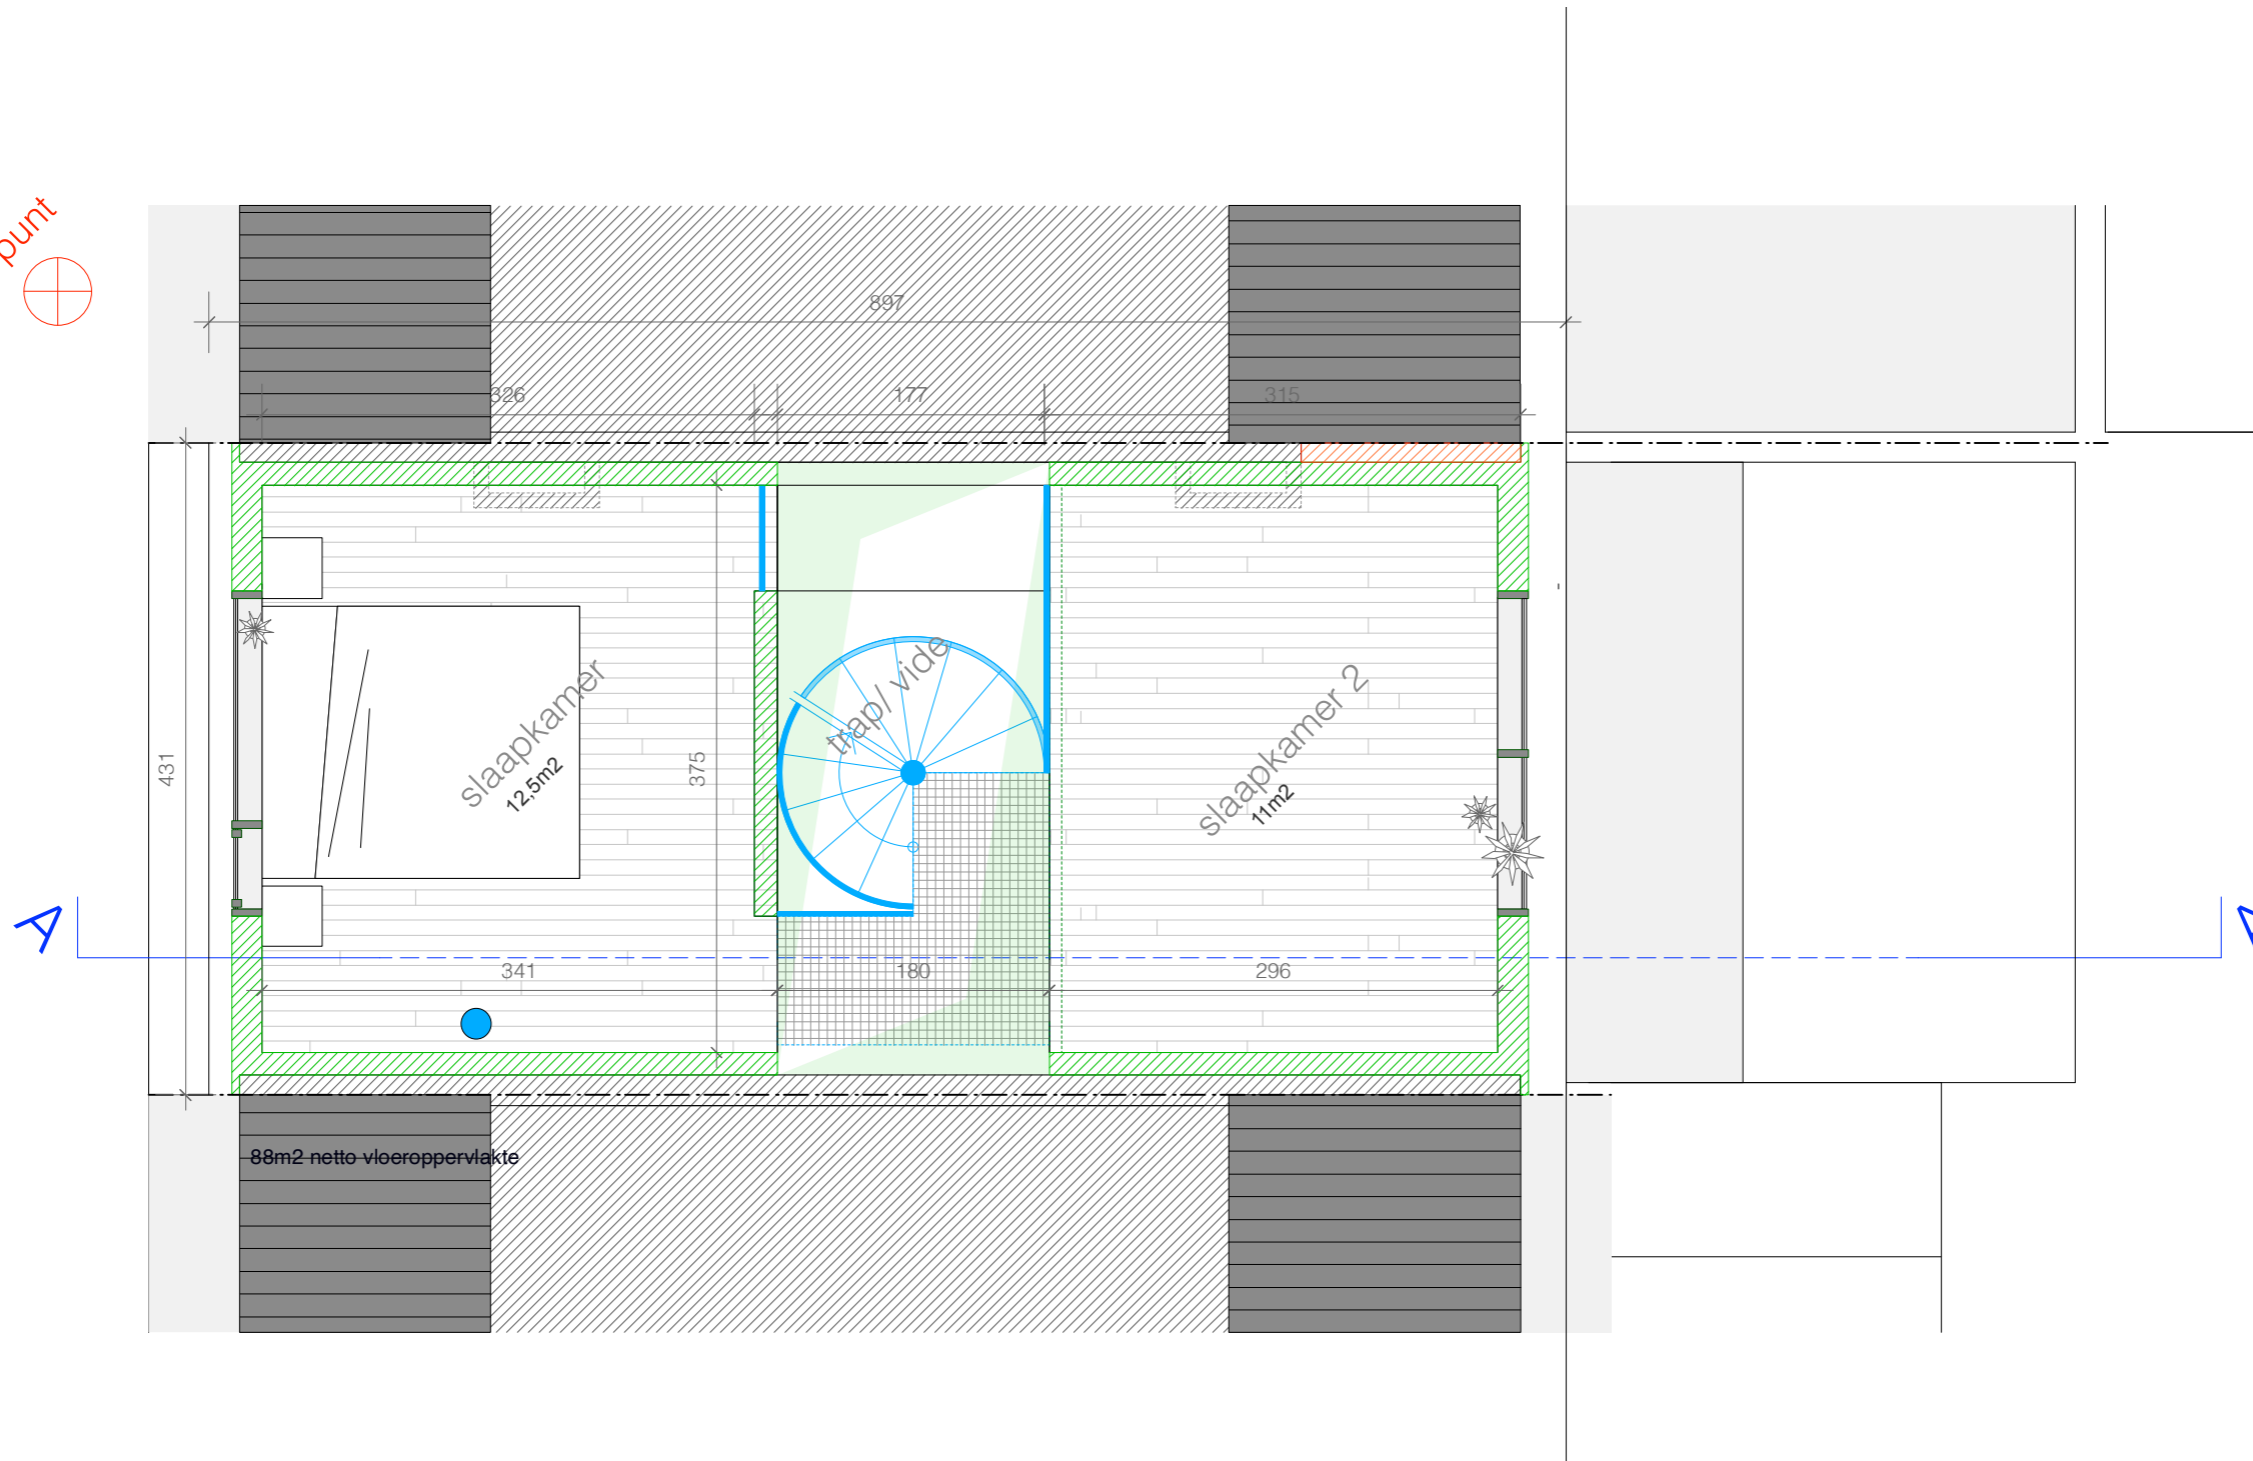 punt
897
326
177
315
431
375
slaapkamer
12,5m2
trap/ vide
slaapkamer 2
11m2
A
341
180
296
88m2 netto vloeroppervlakte